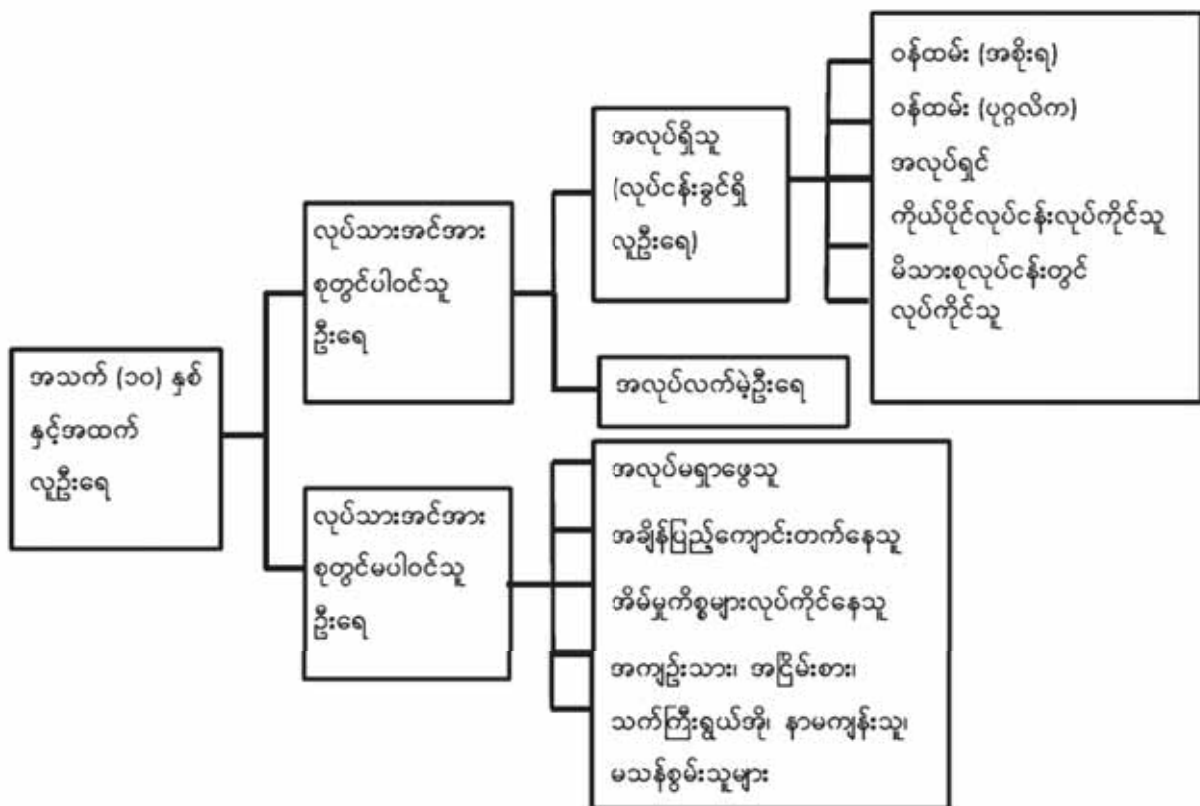 အသက် (၁၀) နှစ်
နှင့်အထက်
လူဦးရေ
လုပ်သားအင်အား
စုတွင်ပါဝင်သူ
ဦးရေ
လုပ်သားအင်အား
စုတွင်မပါဝင်သူ
ဦးရေ
အလုပ်ရှိသူ
(လုပ်ငန်းခွင်ရှိ
လူဦးရေ)
အလုပ်လက်မဲ့ဦးရေ
ဝန်ထမ်း (အစိုးရ)
ဝန်ထမ်း (ပုဂ္ဂလိက)
အလုပ်ရှင်
ကိုယ်ပိုင်လုပ်ငန်းလုပ်ကိုင်သူ
မိသားစုလုပ်ငန်းတွင်
လုပ်ကိုင်သူ
အလုပ်မရှာဖွေသူ
အချိန်ပြည့်ကျောင်းတက်နေသူ
အိမ်မှုကိစ္စများလုပ်ကိုင်နေသူ
အကျဉ်းသား၊ အငြိမ်းစား၊
သက်ကြီးရွယ်အို၊ နာမကျန်းသူ၊
မသန်စွမ်းသူများ